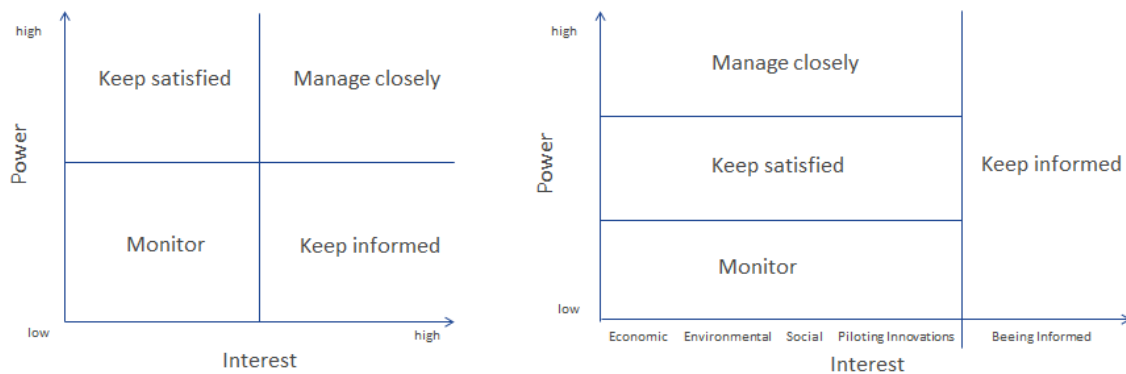 high
Keep satisfied
Manage closely
Power
Monitor
Keep informed
low
high
Interest
high
Manage closely
Power
Keep satisfied
Keep informed
Monitor
low
Economic Environmental Social Piloting Innovations Beeing Informed
Interest